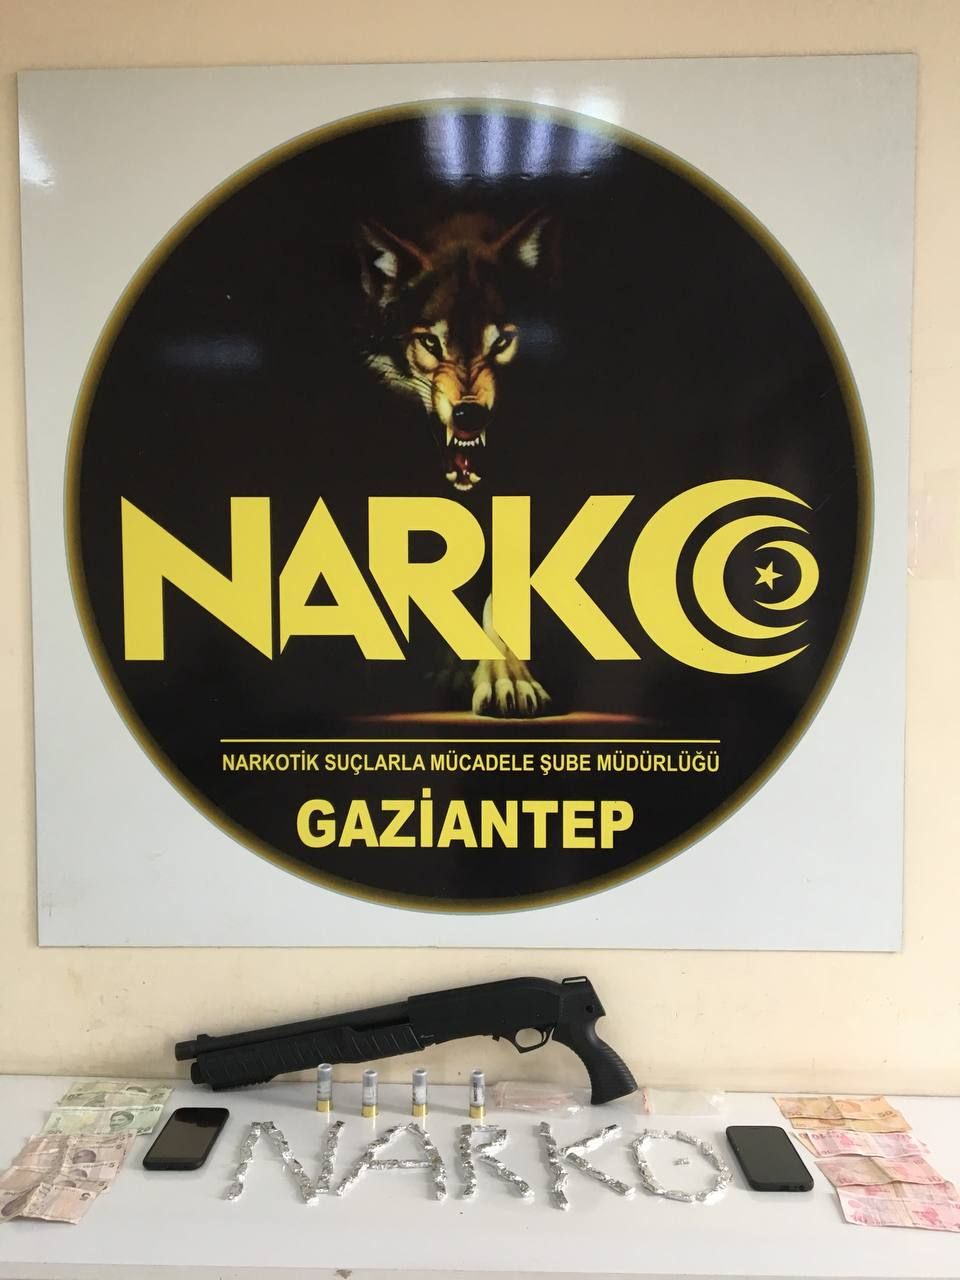 NARKO
NARKOTİK SUÇLARLA MÜCADELE ŞUBE MÜDÜRLÜĞÜ
GAZİANTEP
NARKO